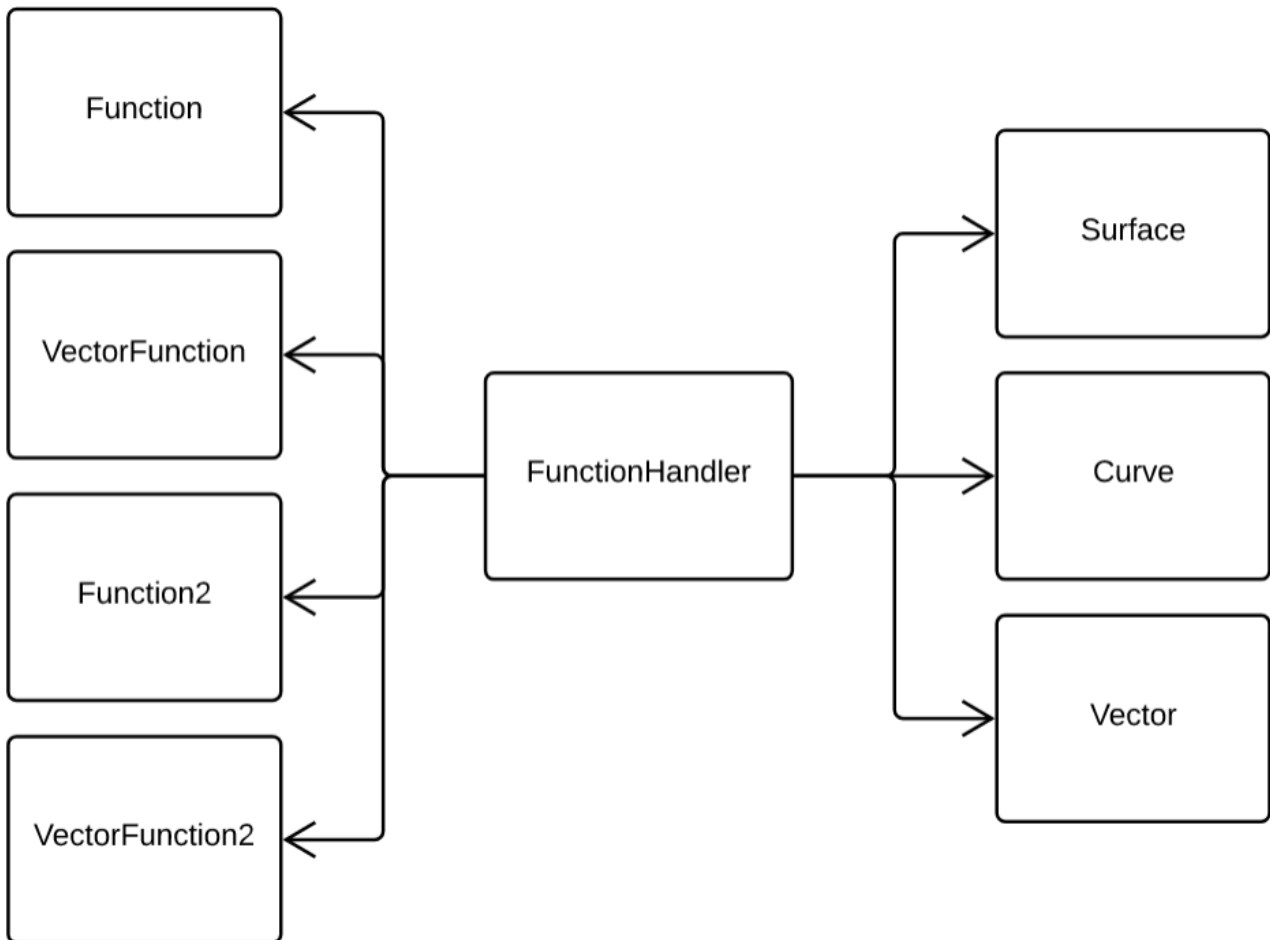 Function
VectorFunction
Function2
VectorFunction2
FunctionHandler
Surface
Curve
Vector